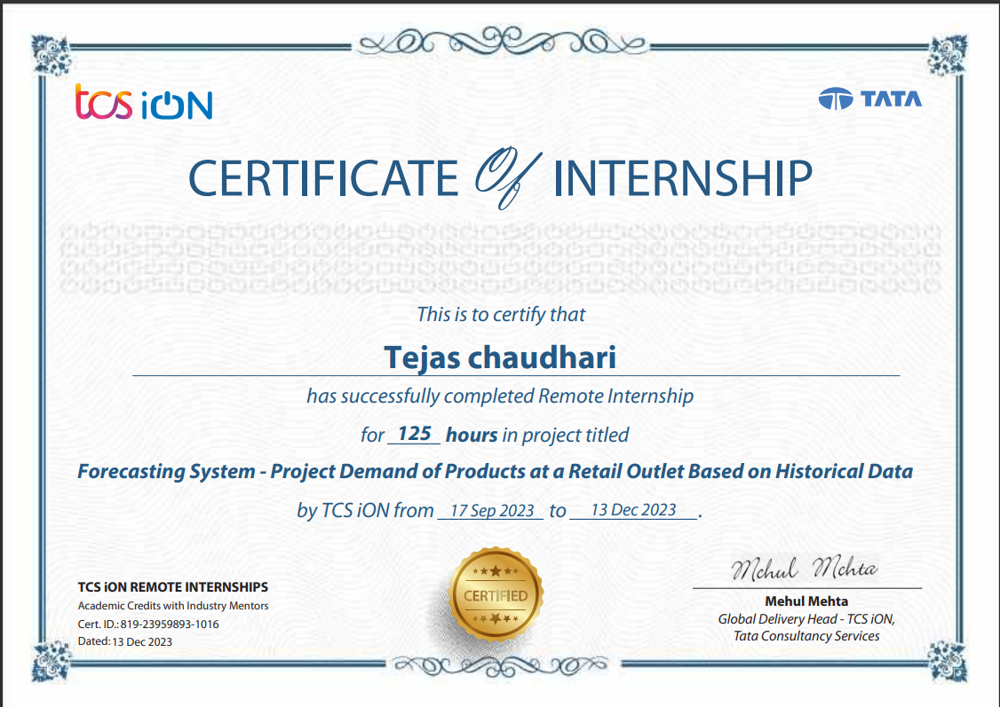 tcs iON
TATA
CERTIFICATE Of INTERNSHIP
This is to certify that
Tejas chaudhari
has successfully completed Remote Internship
for 125 hours in project titled
Forecasting System - Project Demand of Products at a Retail Outlet Based on Historical Data
by TCS iON from 17 Sep 2023 to 13 Dec 2023 .
CERTIFIED
TCS iON REMOTE INTERNSHIPS
Academic Credits with Industry Mentors
Cert. ID.: 819-23959893-1016
Dated: 13 Dec 2023
Mehul Mehta
Mehul Mehta
Global Delivery Head - TCS iON,
Tata Consultancy Services